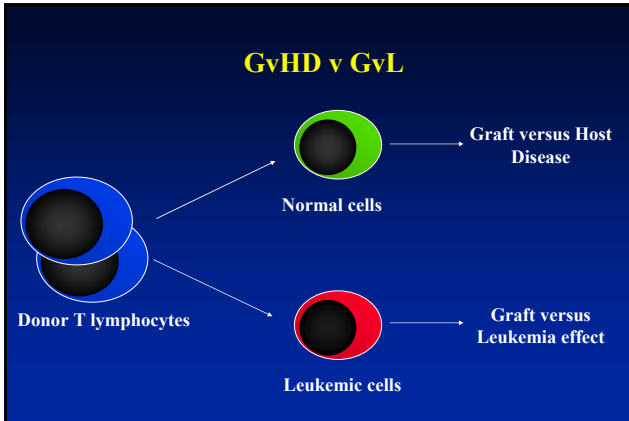 GvHD v GvL
Graft versus Host
Disease
Normal cells
Donor T lymphocytes
Graft versus
Leukemia effect
Leukemic cells